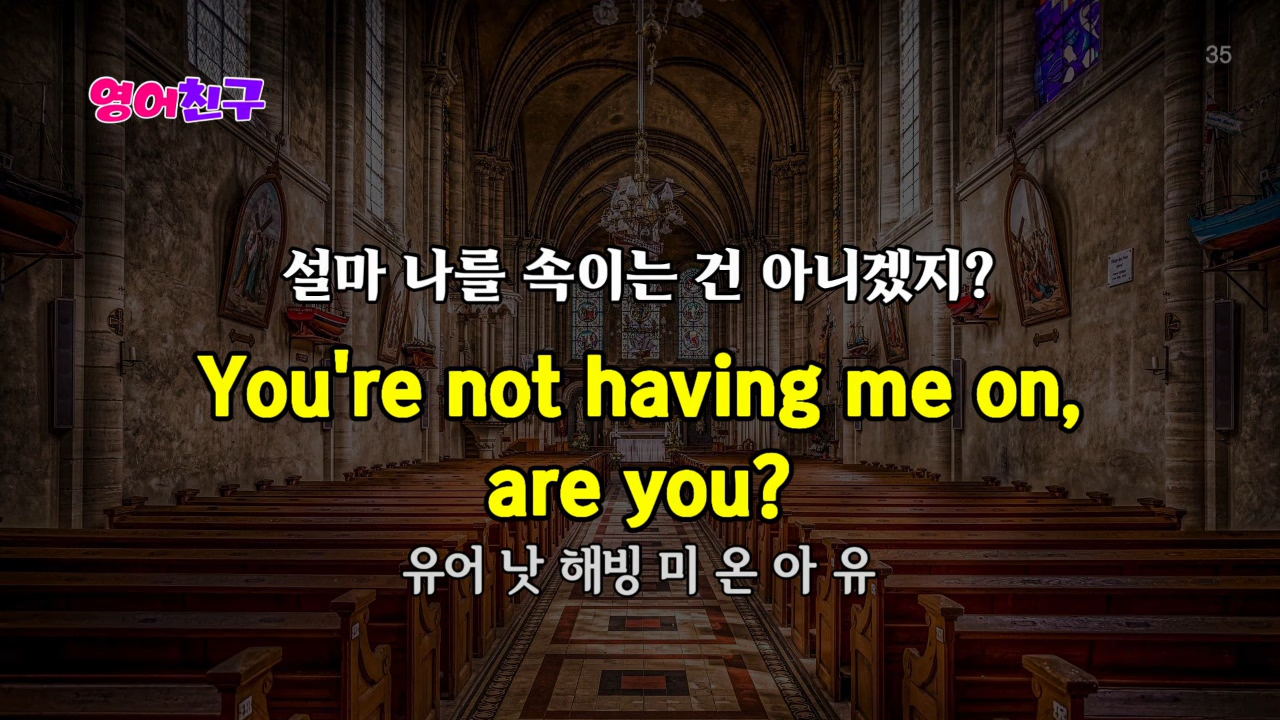 35
영어친구
설마 나를 속이는 건 아니겠지?
You're not having me on,
are you?
유어 낫 해빙 미 온 아 유